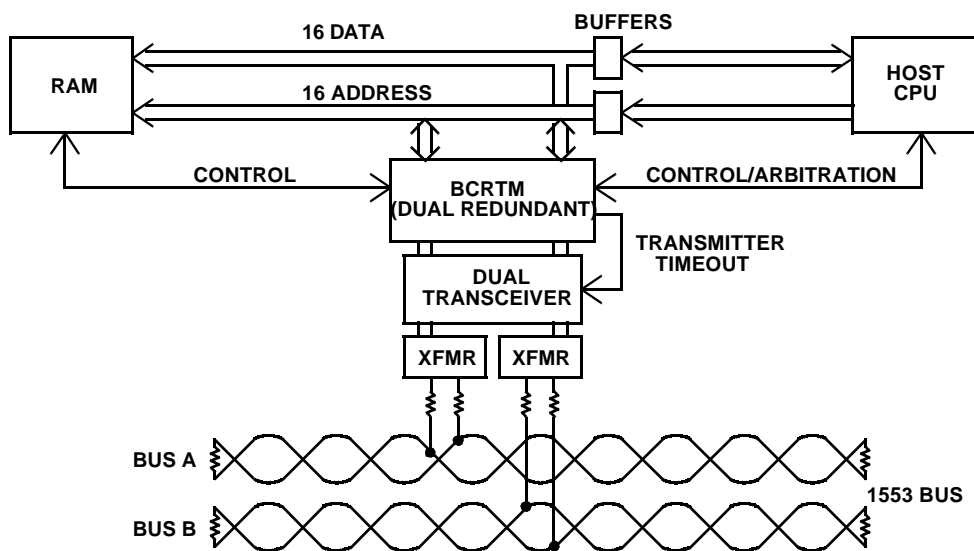 16 DATA
BUFFERS
RAM
HOST
CPU
16 ADDRESS
CONTROL
BCRTM
(DUAL REDUNDANT)
CONTROL/ARBITRATION
TRANSMITTER
TIMEOUT
DUAL
TRANSCEIVER
XFMR
XFMR
BUS A
1553 BUS
BUS B